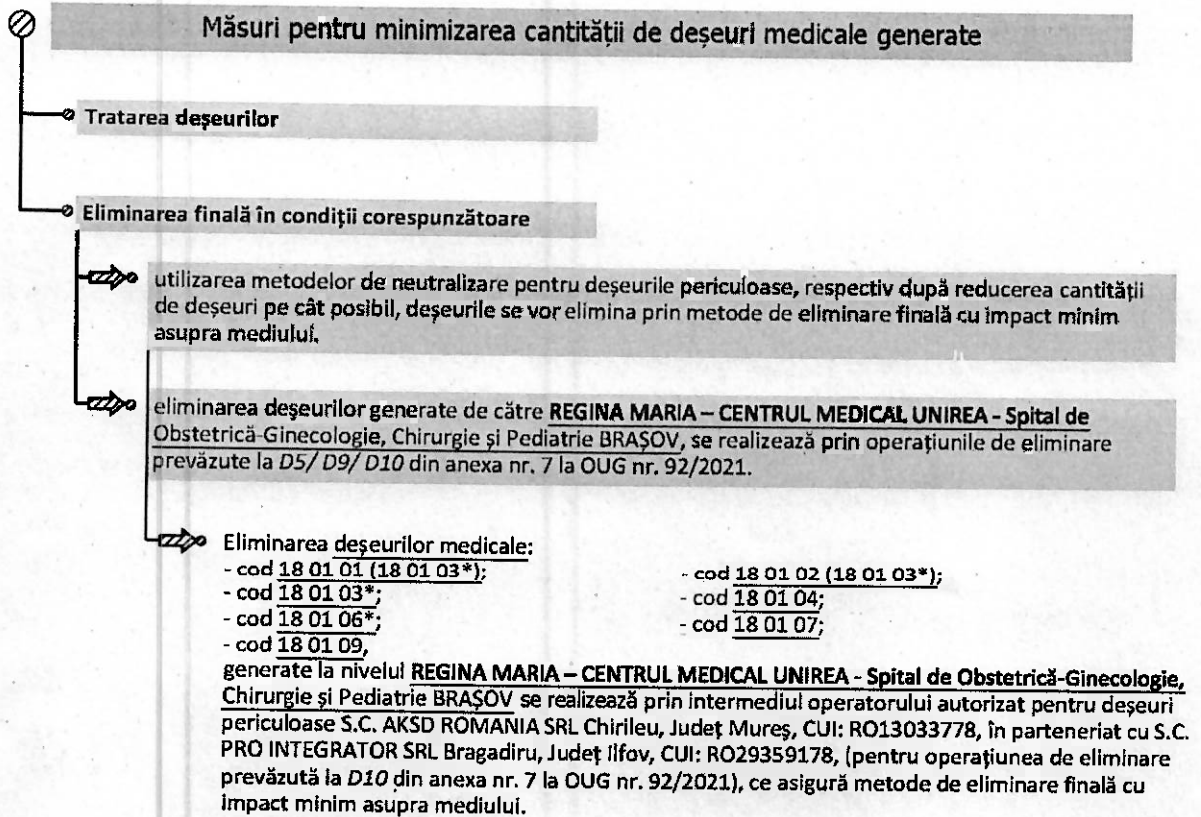 Măsuri pentru minimizarea cantității de deșeuri medicale generate
Tratarea deșeurilor
Eliminarea finală în condiții corespunzătoare
utilizarea metodelor de neutralizare pentru deșeurile periculoase, respectiv după reducerea cantității
de deșeuri pe cât posibil, deșeurile se vor elimina prin metode de eliminare finală cu impact minim
asupra mediului.
eliminarea deșeurilor generate de către REGINA MARIA – CENTRUL MEDICAL UNIREA - Spital de
Obstetrică-Ginecologie, Chirurgie și Pediatrie BRAȘOV, se realizează prin operațiunile de eliminare
prevăzute la D5/ D9/ D10 din anexa nr. 7 la OUG nr. 92/2021.
Eliminarea deșeurilor medicale:
- cod 18 01 01 (18 01 03*); - cod 18 01 02 (18 01 03*);
- cod 18 01 03*; - cod 18 01 04;
- cod 18 01 06*; - cod 18 01 07;
- cod 18 01 09,
generate la nivelul REGINA MARIA – CENTRUL MEDICAL UNIREA - Spital de Obstetrică-Ginecologie,
Chirurgie și Pediatrie BRAȘOV se realizează prin intermediul operatorului autorizat pentru deșeuri
periculoase S.C. AKSD ROMANIA SRL Chirileu, Județ Mureș, CUI: RO13033778, în parteneriat cu S.C.
PRO INTEGRATOR SRL Bragadiru, Județ Ilfov, CUI: RO29359178, (pentru operațiunea de eliminare
prevăzută la D10 din anexa nr. 7 la OUG nr. 92/2021), ce asigură metode de eliminare finală cu
impact minim asupra mediului.